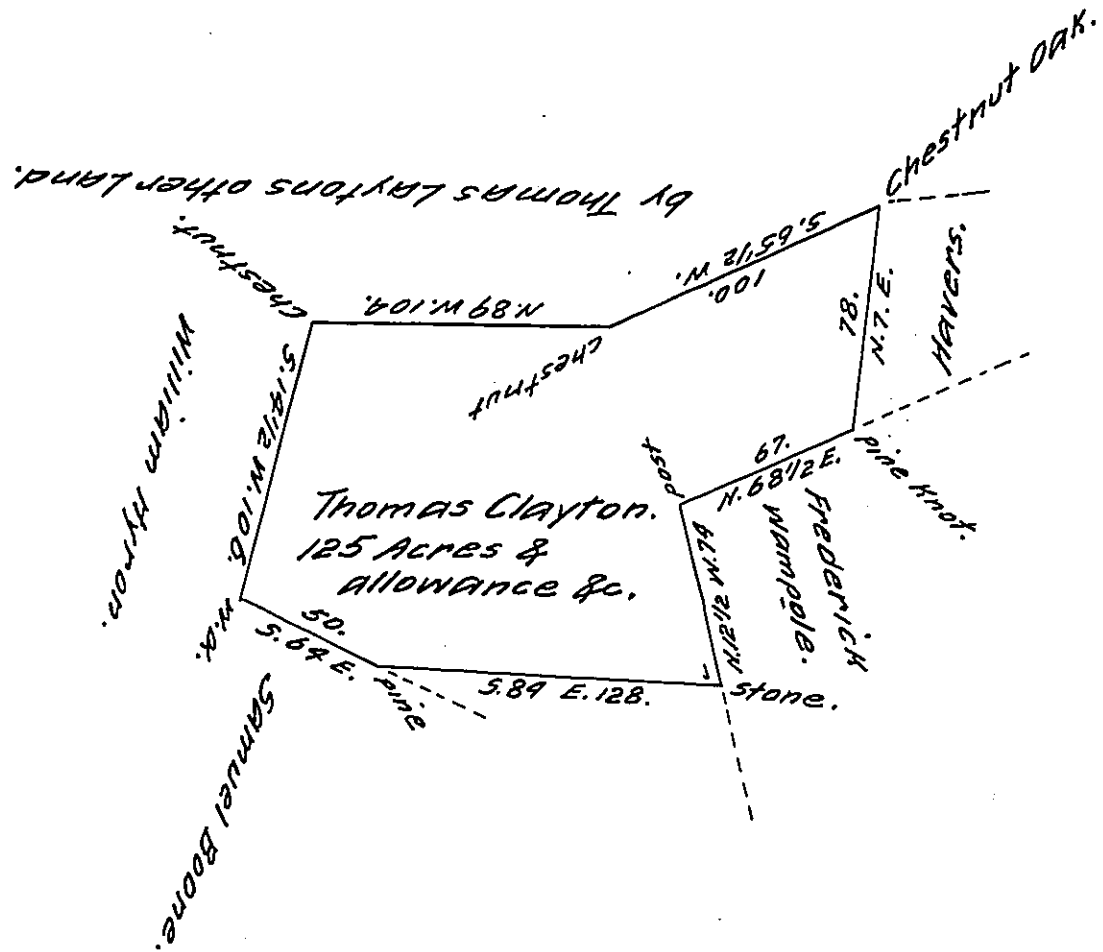 Chestnut Oak.
by Thomas Laytons other Land.
Chestnut.
S. 65 1/2 W.
100.
N. 89 W. 104.
chestnut
78.
N. 7. E.
Havers.
William Hyron.
S. 14 1/2 W. 106.
67.
N. 68 1/2 E.
pine knot.
post
Thomas Clayton.
125 Acres &
allowance &c.
N. 12 1/2 W. 64
Frederick
Wampole.
W.O.
50.
S. 64 E.
pine
S. 89 E. 128.
stone.
Samuel Boone.